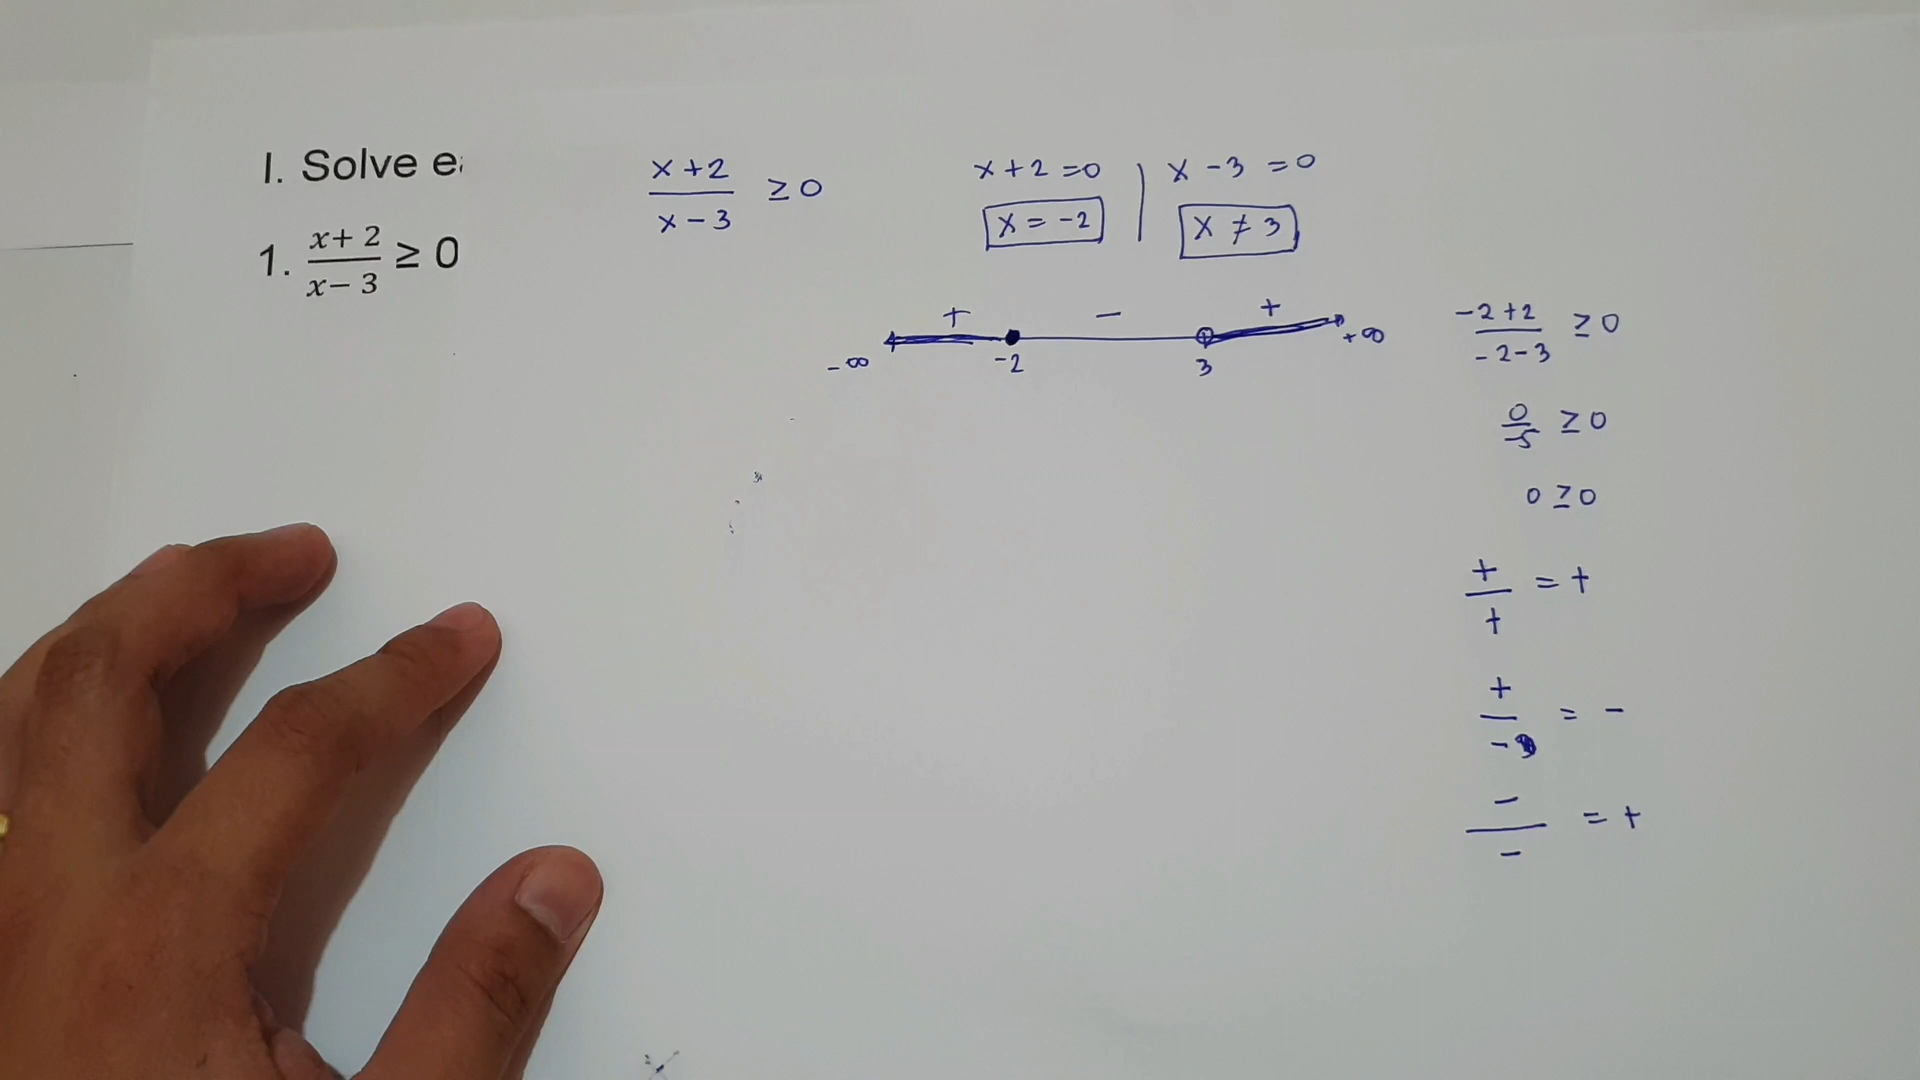 I. Solve e
1. x+ 2 / x− 3 ≥ 0
x+2 / x−3 ≥ 0
x+2=0 | x −3 =0
x = −2 | x ≠ 3
+ − +
−∞ −2 3 +∞
−2+2 / −2−3 ≥ 0
0 / −5 ≥ 0
0 ≥ 0
+ / + = +
+ / − = −
− / − = +